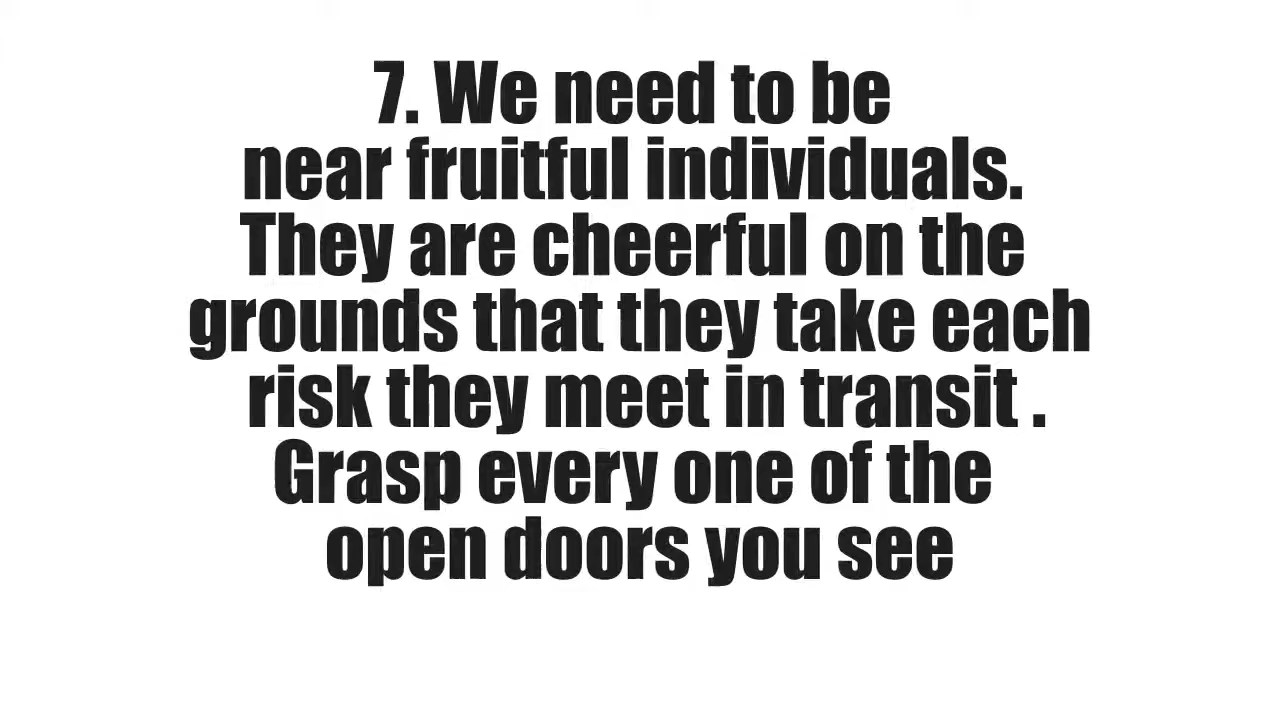 7. We need to be
near fruitful individuals.
They are cheerful on the
grounds that they take each
risk they meet in transit .
Grasp every one of the
open doors you see